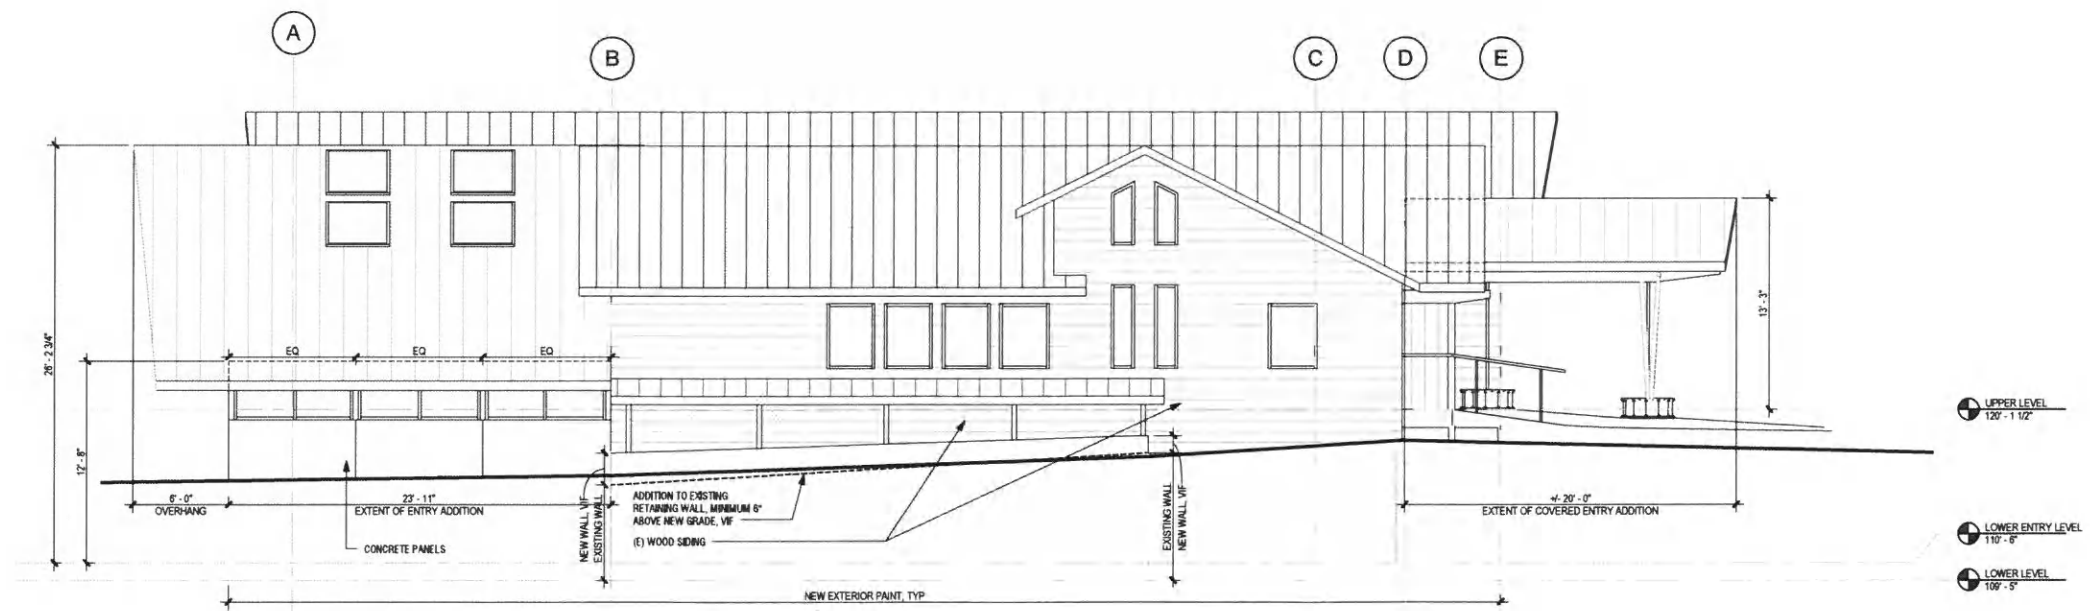 A
B
C
D
E
26' - 2 3/4"
12' - 8"
EQ
EQ
EQ
13' - 3"
6' - 0"
OVERHANG
23' - 11"
EXTENT OF ENTRY ADDITION
CONCRETE PANELS
NEW WALL, VIF
EXISTING WALL
ADDITION TO EXISTING
RETAINING WALL, MINIMUM 6"
ABOVE NEW GRADE, VIF
(E) WOOD SIDING
EXISTING WALL
NEW WALL, VIF
+/- 20' - 0"
EXTENT OF COVERED ENTRY ADDITION
UPPER LEVEL
120' - 1 1/2"
LOWER ENTRY LEVEL
110' - 6"
LOWER LEVEL
109' - 5"
NEW EXTERIOR PAINT, TYP